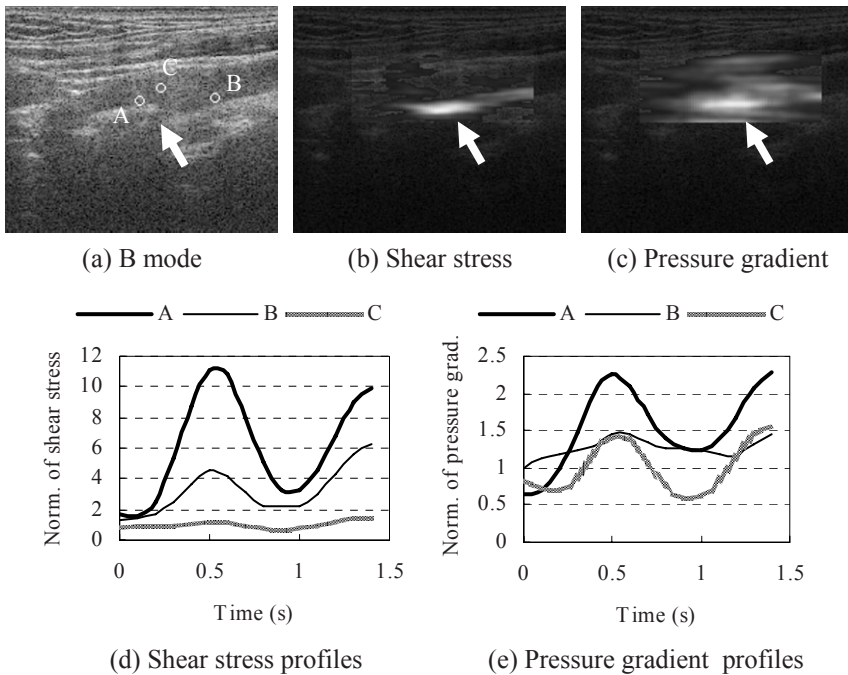 C
B
A
(a) B mode
(b) Shear stress
(c) Pressure gradient
A B C
Norm. of shear stress
12
10
8
6
4
2
0
0 0.5 1 1.5
Time (s)
(d) Shear stress profiles
A B C
Norm. of pressure grad.
2.5
2
1.5
1
0.5
0
0 0.5 1 1.5
Time (s)
(e) Pressure gradient profiles